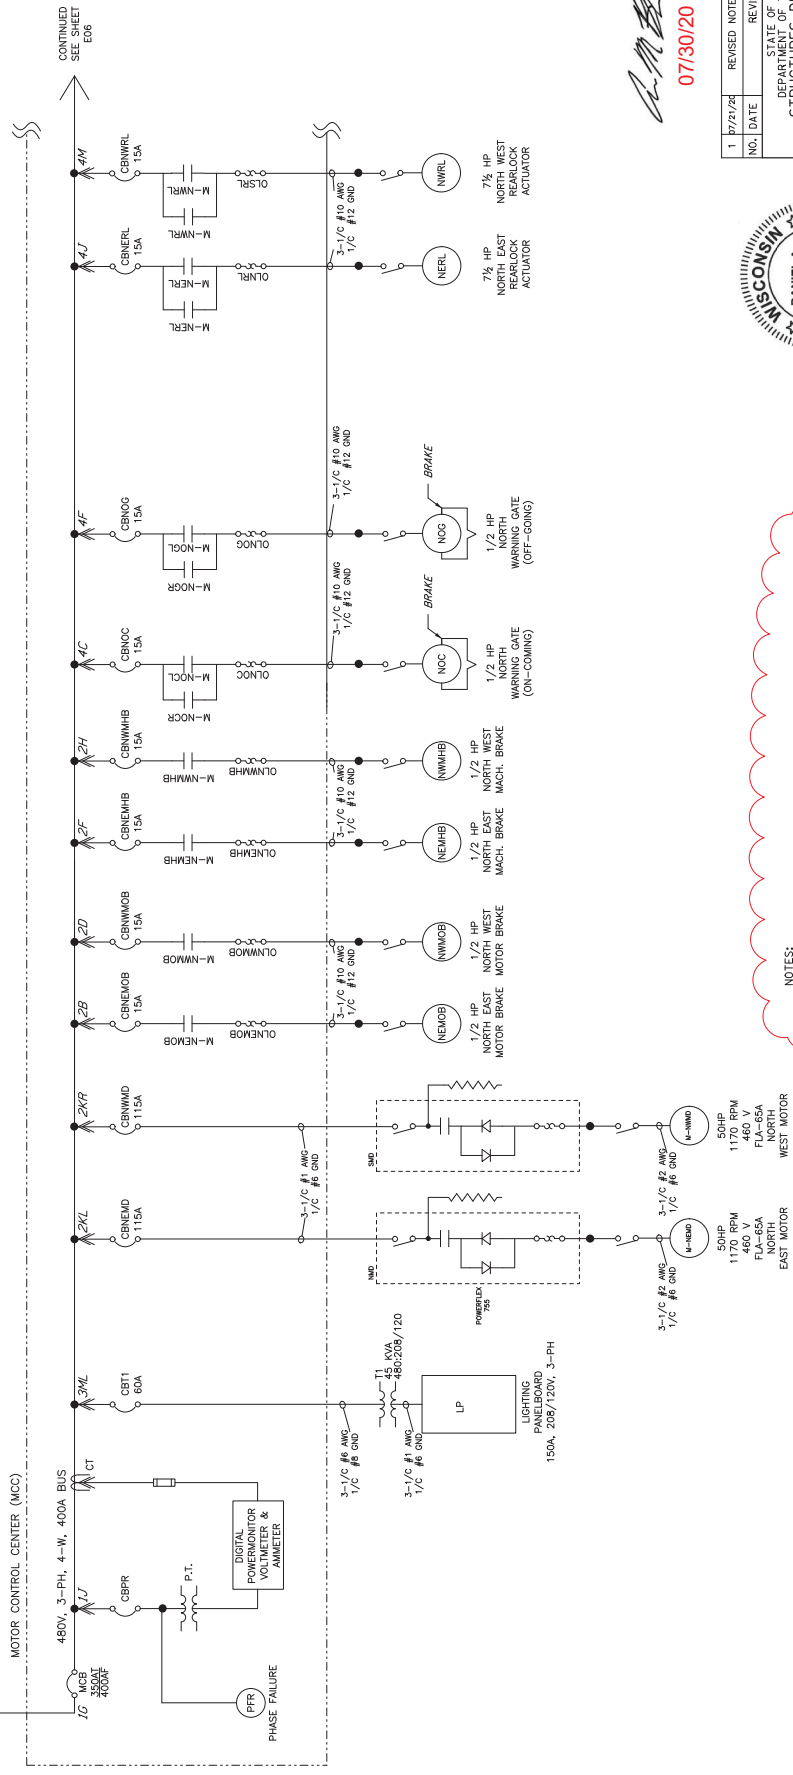 MOTOR CONTROL CENTER (MCC)
480V, 3-PH, 4-W, 400A BUS
CONTINUED
SEE SHEET
E06
1G
MCB
350AT
400AF
1J
CBPR
P.T.
PFR
PHASE FAILURE
CT
DIGITAL
POWERMONITOR
VOLTMETER &
AMMETER
3ML
CBT1
60A
3-1/C #6 AWG
1/C #8 GND
T1
45 KVA
480:208/120
3-1/C #1 AWG
1/C #6 GND
LP
LIGHTING
PANELBOARD
150A, 208/120V, 3-PH
2KL
CBNEMD
115A
3-1/C #1 AWG
1/C #6 GND
NMD
POWERFLEX
755
3-1/C #2 AWG
1/C #6 GND
M-NEMD
50HP
1170 RPM
460 V
FLA-65A
NORTH
EAST MOTOR
2KR
CBNWMD
115A
SMD
3-1/C #2 AWG
1/C #6 GND
M-NWMD
50HP
1170 RPM
460 V
FLA-65A
NORTH
WEST MOTOR
2B
CBNEMOB
15A
M-NEMOB
OLNEMOB
3-1/C #10 AWG
1/C #12 GND
NEMOB
1/2 HP
NORTH EAST
MOTOR BRAKE
2D
CBNWMOB
15A
M-NWMOB
OLNWMOB
NWMOB
1/2 HP
NORTH WEST
MOTOR BRAKE
2F
CBNEMHB
15A
M-NEMHB
OLNEMHB
3-1/C #10 AWG
1/C #12 GND
NEMHB
1/2 HP
NORTH EAST
MACH. BRAKE
2H
CBNWMHB
15A
M-NWMHB
OLNWMHB
NWMHB
1/2 HP
NORTH WEST
MACH. BRAKE
4C
CBNOC
15A
M-NOCL
M-NOCR
OLNOC
3-1/C #10 AWG
1/C #12 GND
NOC
BRAKE
1/2 HP
NORTH
WARNING GATE
(ON-COMING)
4F
CBNOG
15A
M-NOGL
M-NOGR
OLNOG
3-1/C #10 AWG
1/C #12 GND
NOG
BRAKE
1/2 HP
NORTH
WARNING GATE
(OFF-GOING)
4J
CBNERL
15A
M-NERL
M-NERL
OLNRL
3-1/C #10 AWG
1/C #12 GND
NERL
7½ HP
NORTH EAST
REARLOCK
ACTUATOR
4M
CBNWRL
15A
M-NWRL
M-NWRL
OLSRL
NWRL
7½ HP
NORTH WEST
REARLOCK
ACTUATOR
NOTES:
WISCONSIN
07/30/20
1 07/21/20 REVISED NOTE
NO. DATE REVI
STATE OF
DEPARTMENT OF